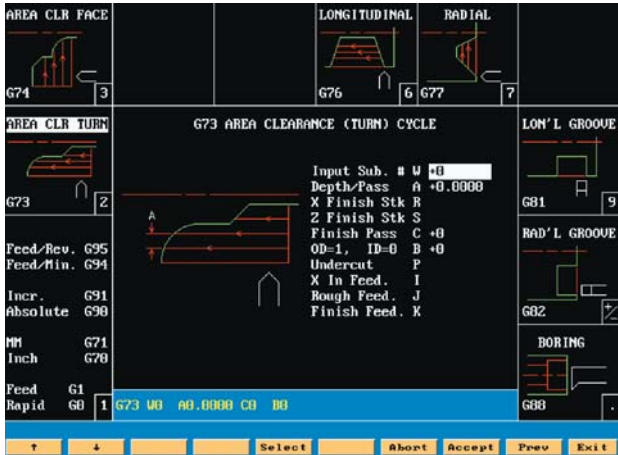 AREA CLR FACE
G74 3
LONGITUDINAL
G76 6
RADIAL
G77 7
AREA CLR TURN
G73 2
G73 AREA CLEARANCE (TURN) CYCLE
A
Input Sub. # W +0
Depth/Pass A +0.0000
X Finish Stk R
Z Finish Stk S
Finish Pass C +0
OD=1, ID=0 B +0
Undercut P
X In Feed. I
Rough Feed. J
Finish Feed. K
LON'L GROOVE
G81 9
RAD'L GROOVE
G82 +/-
BORING
G88 .
Feed/Rev. G95
Feed/Min. G94
Incr. G91
Absolute G90
MM G71
Inch G70
Feed G1
Rapid G0 1
G73 W0 A0.0000 C0 B0
↑ ↓ Select Abort Accept Prev Exit